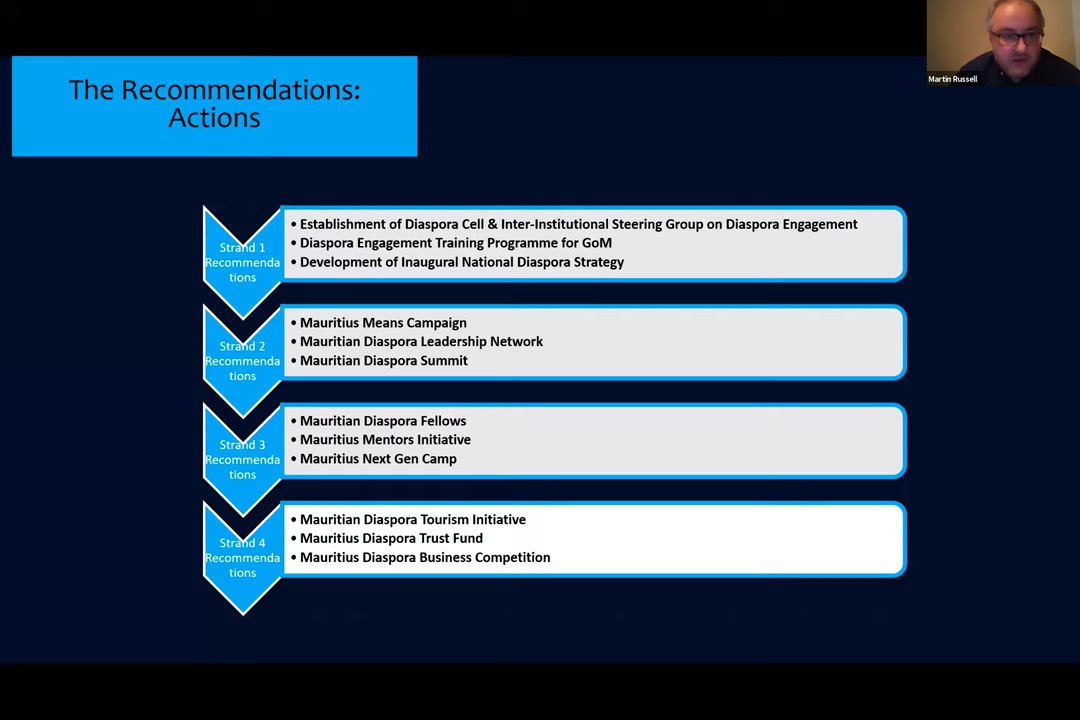 Martin Russell
The Recommendations:
Actions
Strand 1
Recommenda
tions
• Establishment of Diaspora Cell & Inter-Institutional Steering Group on Diaspora Engagement
• Diaspora Engagement Training Programme for GoM
• Development of Inaugural National Diaspora Strategy
Strand 2
Recommenda
tions
• Mauritius Means Campaign
• Mauritian Diaspora Leadership Network
• Mauritian Diaspora Summit
Strand 3
Recommenda
tions
• Mauritian Diaspora Fellows
• Mauritius Mentors Initiative
• Mauritius Next Gen Camp
Strand 4
Recommenda
tions
• Mauritian Diaspora Tourism Initiative
• Mauritius Diaspora Trust Fund
• Mauritius Diaspora Business Competition